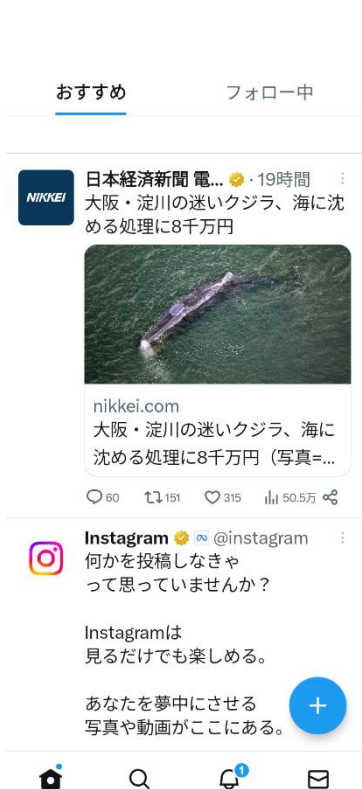 おすすめ
フォロー中
NIKKEI
日本経済新聞 電... · 19時間
大阪・淀川の迷いクジラ、海に沈
める処理に8千万円
nikkei.com
大阪・淀川の迷いクジラ、海に
沈める処理に8千万円（写真=...
60 151 315 50.5万
Instagram @instagram
何かを投稿しなきゃ
って思っていませんか？
Instagramは
見るだけでも楽しめる。
あなたを夢中にさせる
写真や動画がここにある。
1